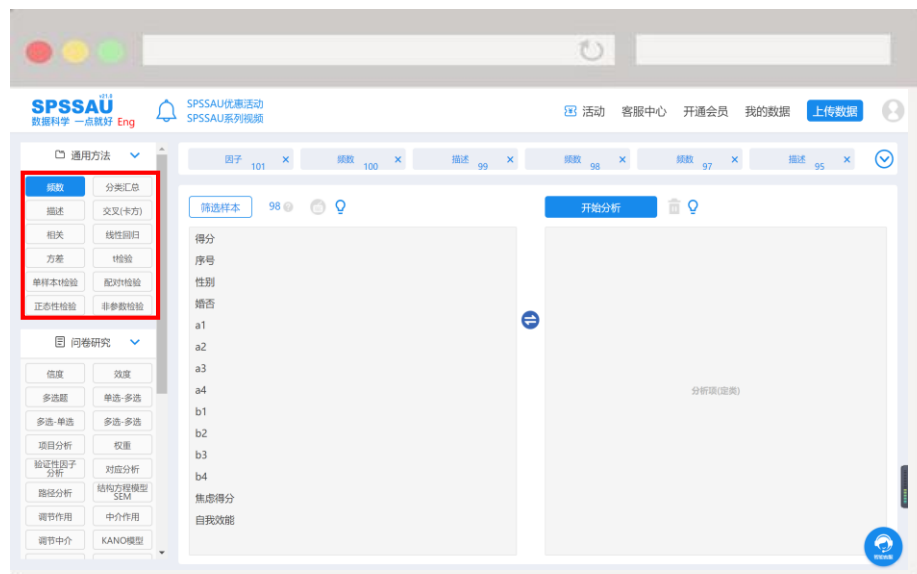 SPSSAU v21.0
数据科学 一点就好 Eng
SPSSAU优惠活动
SPSSAU系列视频
活动 客服中心 开通会员 我的数据 上传数据
通用方法
频数 分类汇总
描述 交叉(卡方)
相关 线性回归
方差 t检验
单样本t检验 配对t检验
正态性检验 非参数检验
问卷研究
信度 效度
多选题 单选-多选
多选-单选 多选-多选
项目分析 权重
验证性因子分析 对应分析
路径分析 结构方程模型SEM
调节作用 中介作用
调节中介 KANO模型
因子 101 × 频数 100 × 描述 99 × 频数 98 × 频数 97 × 描述 95 ×
筛选样本 98
得分
序号
性别
婚否
a1
a2
a3
a4
b1
b2
b3
b4
焦虑得分
自我效能
开始分析
分析项(定类)